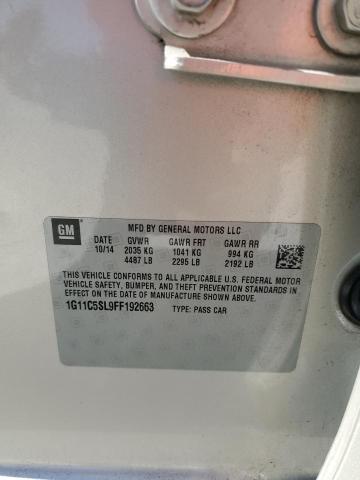 GM
MFD BY GENERAL MOTORS LLC
DATE GVWR GAWR FRT GAWR RR
10/14 2035 KG 1041 KG 994 KG
4487 LB 2295 LB 2192 LB
THIS VEHICLE CONFORMS TO ALL APPLICABLE U.S. FEDERAL MOTOR
VEHICLE SAFETY, BUMPER, AND THEFT PREVENTION STANDARDS IN
EFFECT ON THE DATE OF MANUFACTURE SHOWN ABOVE.
1G11C5SL9FF192663 TYPE: PASS CAR